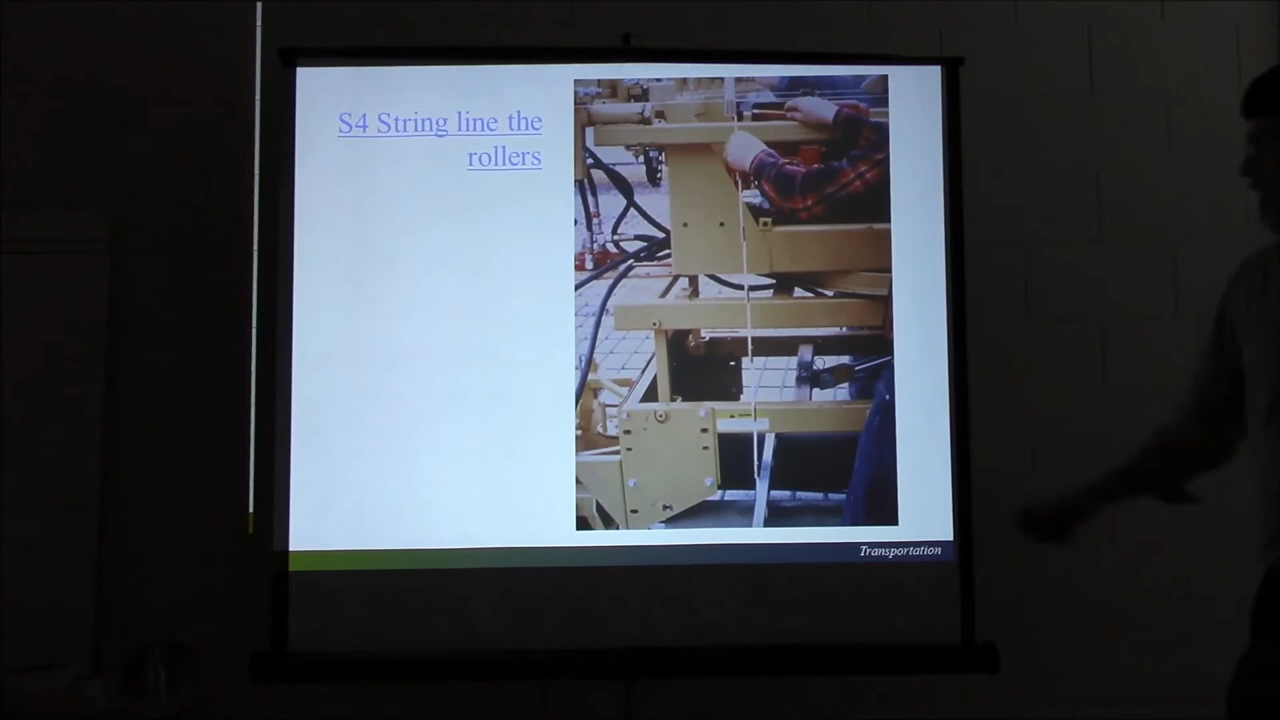 S4 String line the
rollers
Transportation